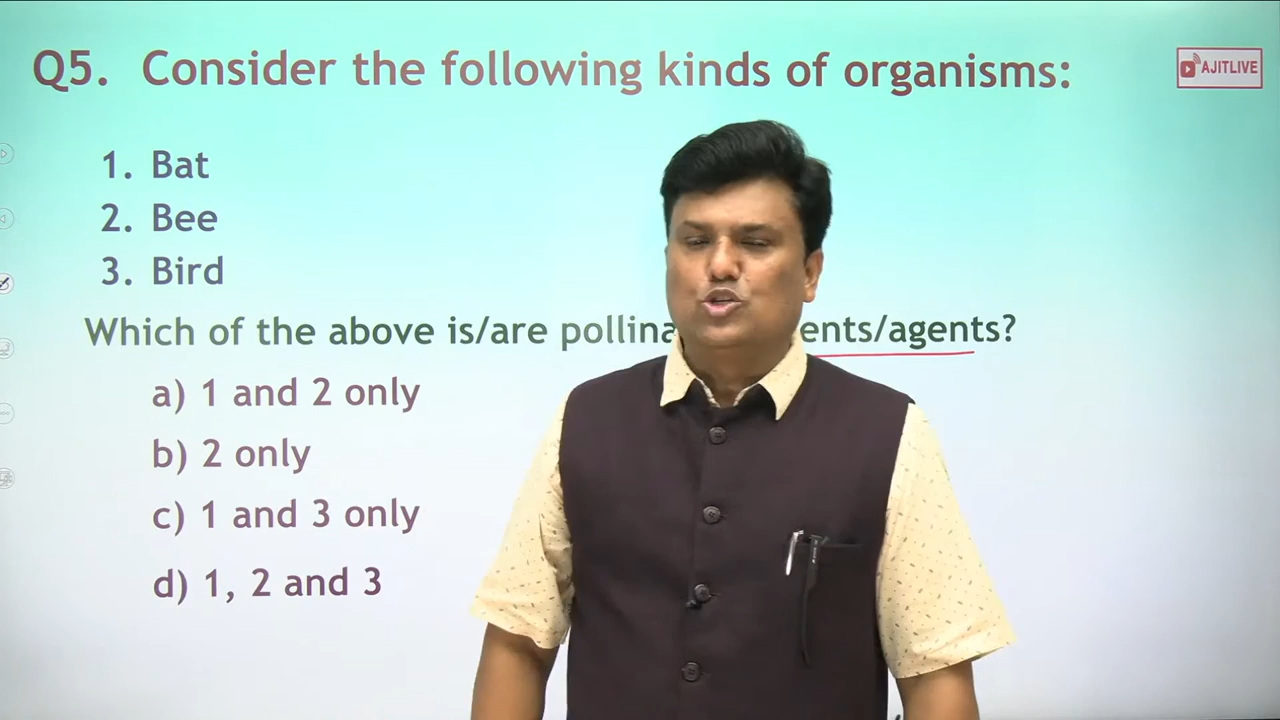 Q5. Consider the following kinds of organisms:
AJITLIVE
1. Bat
2. Bee
3. Bird
Which of the above is/are ents/agents?
a) 1 and 2 only
b) 2 only
c) 1 and 3 only
d) 1, 2 and 3